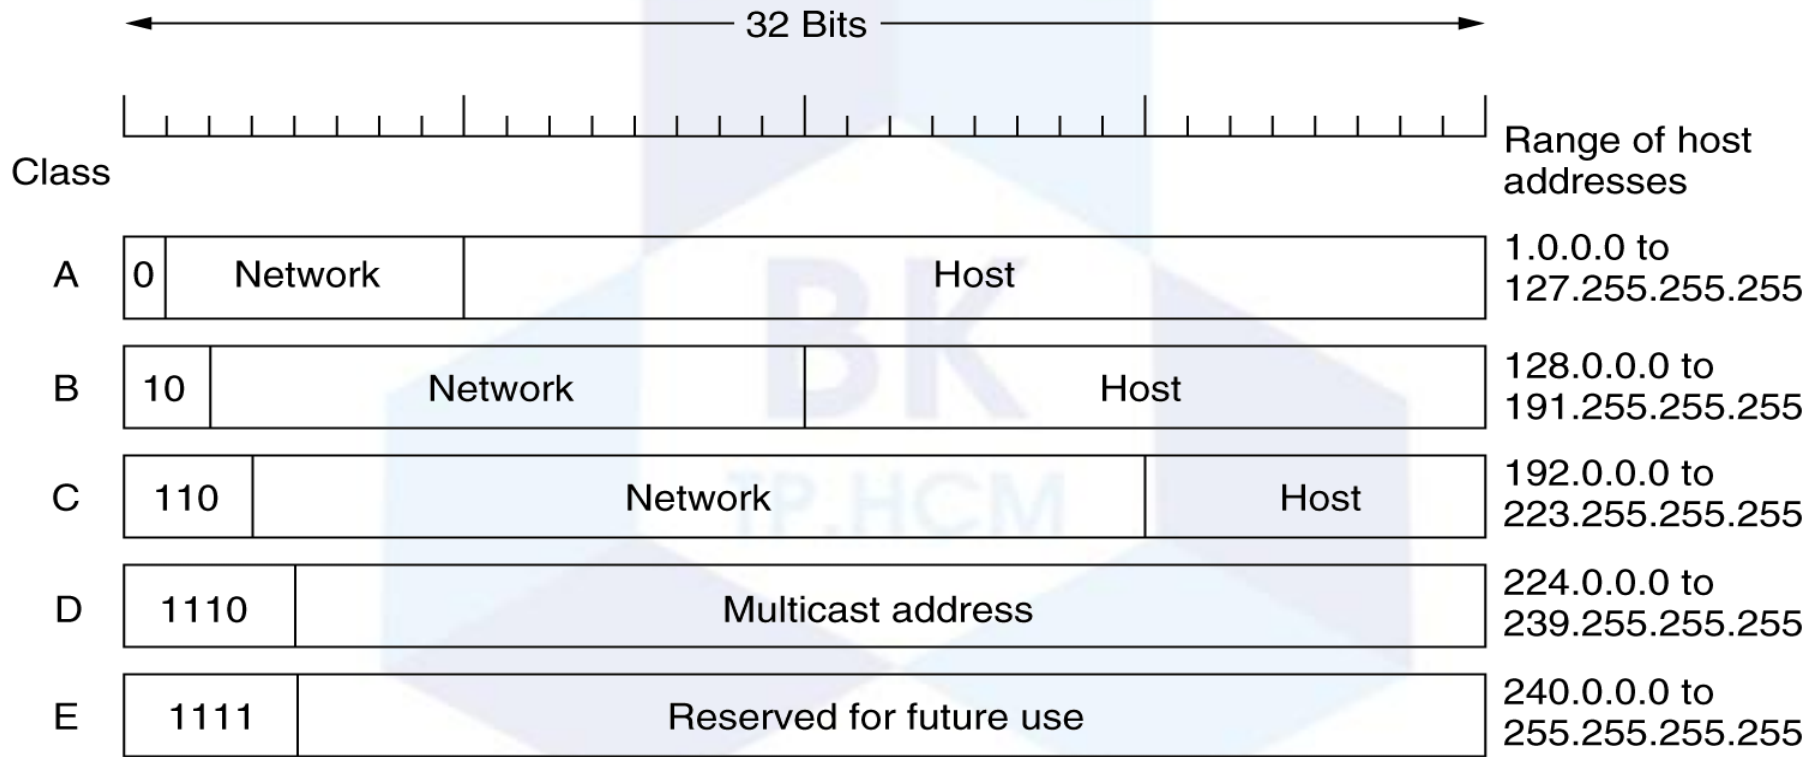 32 Bits
Class
Range of host
addresses
A
0
Network
Host
1.0.0.0 to
127.255.255.255
B
10
Network
Host
128.0.0.0 to
191.255.255.255
C
110
Network
Host
192.0.0.0 to
223.255.255.255
D
1110
Multicast address
224.0.0.0 to
239.255.255.255
E
1111
Reserved for future use
240.0.0.0 to
255.255.255.255
BK
TP.HCM